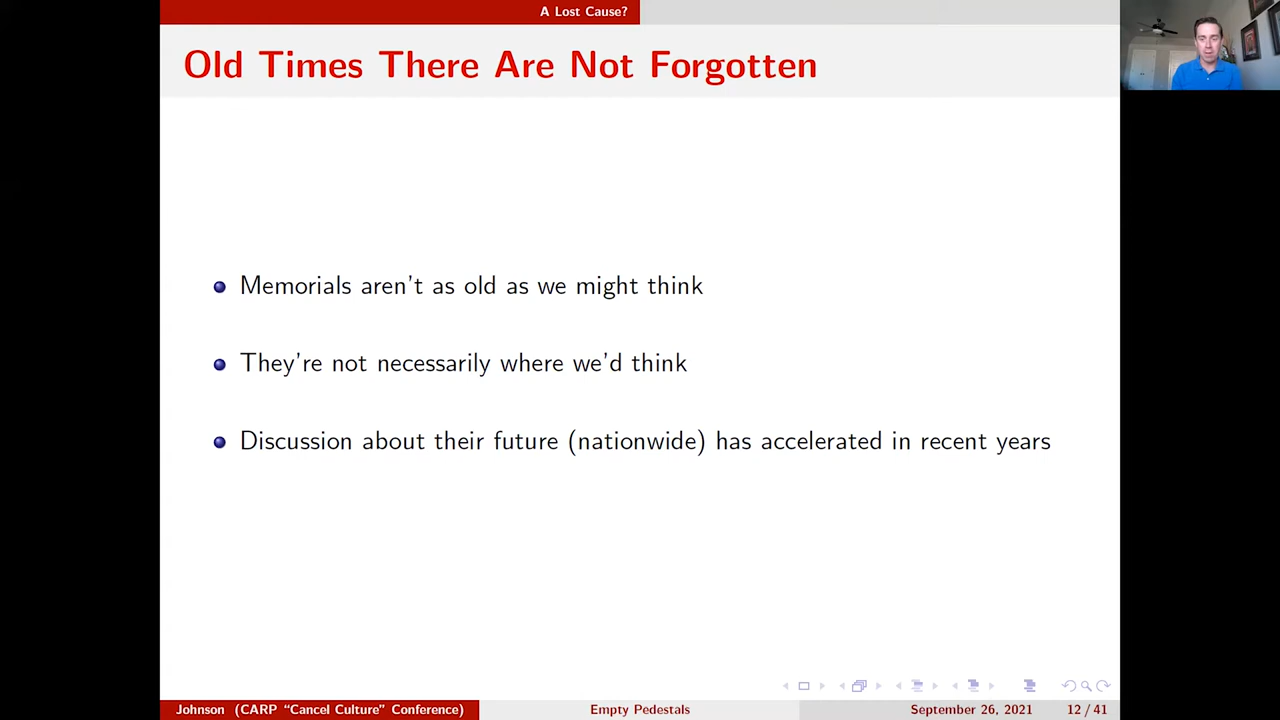 A Lost Cause?
Old Times There Are Not Forgotten
Memorials aren't as old as we might think
They're not necessarily where we'd think
Discussion about their future (nationwide) has accelerated in recent years
Johnson (CARP “Cancel Culture” Conference) Empty Pedestals September 26, 2021 12 / 41